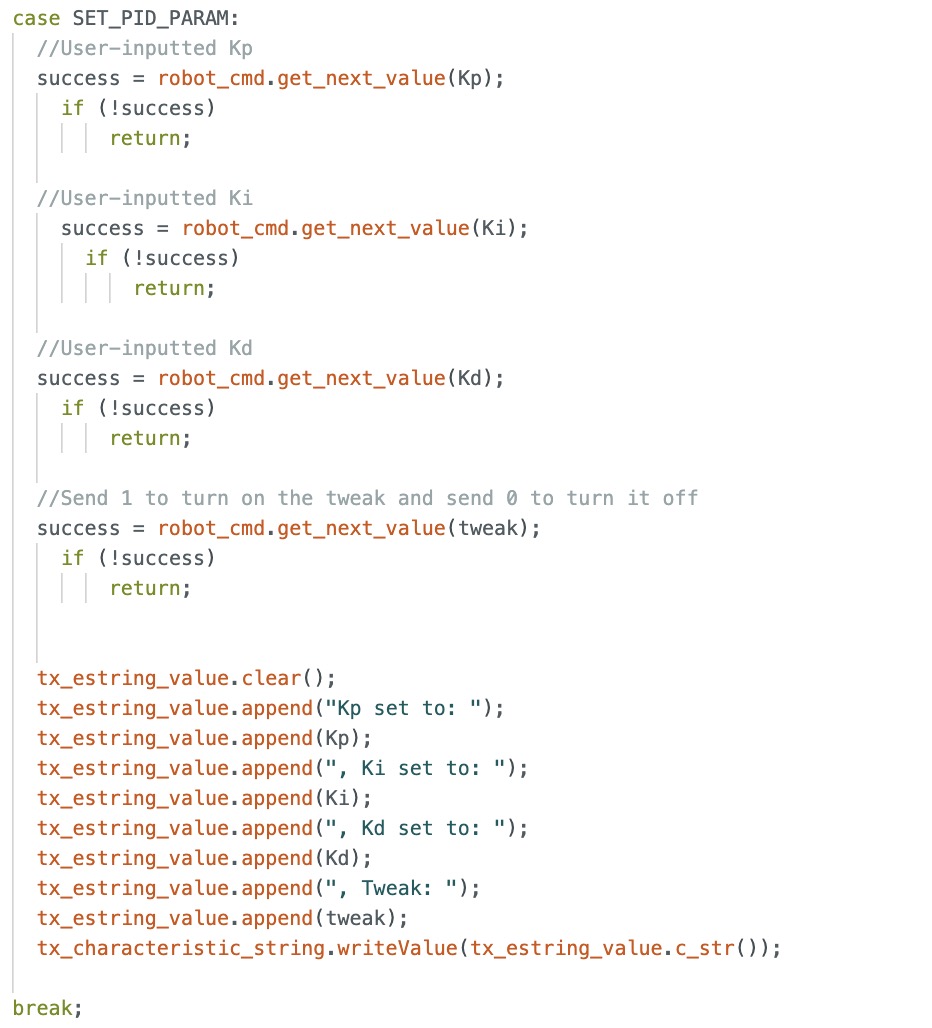 case SET_PID_PARAM:
  //User-inputted Kp
  success = robot_cmd.get_next_value(Kp);
    if (!success)
        return;

  //User-inputted Ki
    success = robot_cmd.get_next_value(Ki);
      if (!success)
          return;

  //User-inputted Kd
  success = robot_cmd.get_next_value(Kd);
    if (!success)
        return;

  //Send 1 to turn on the tweak and send 0 to turn it off
  success = robot_cmd.get_next_value(tweak);
    if (!success)
        return;


  tx_estring_value.clear();
  tx_estring_value.append("Kp set to: ");
  tx_estring_value.append(Kp);
  tx_estring_value.append(", Ki set to: ");
  tx_estring_value.append(Ki);
  tx_estring_value.append(", Kd set to: ");
  tx_estring_value.append(Kd);
  tx_estring_value.append(", Tweak: ");
  tx_estring_value.append(tweak);
  tx_characteristic_string.writeValue(tx_estring_value.c_str());

break;